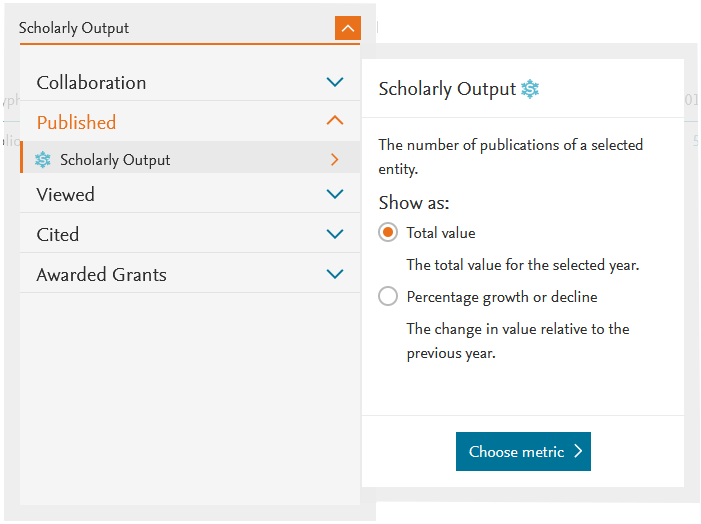 Scholarly Output
Collaboration
Published
Scholarly Output
Viewed
Cited
Awarded Grants
Scholarly Output
The number of publications of a selected
entity.
Show as:
Total value
The total value for the selected year.
Percentage growth or decline
The change in value relative to the
previous year.
Choose metric